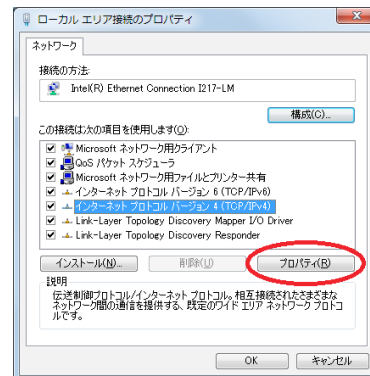 ローカル エリア接続のプロパティ
ネットワーク
接続の方法:
Intel(R) Ethernet Connection I217-LM
構成(C)...
この接続は次の項目を使用します(O):
Microsoft ネットワーク用クライアント
QoS パケット スケジューラ
Microsoft ネットワーク用ファイルとプリンター共有
インターネット プロトコル バージョン 6 (TCP/IPv6)
インターネット プロトコル バージョン 4 (TCP/IPv4)
Link-Layer Topology Discovery Mapper I/O Driver
Link-Layer Topology Discovery Responder
インストール(N)... 削除(U) プロパティ(R)
説明
伝送制御プロトコル/インターネット プロトコル。相互接続されたさまざまな
ネットワーク間の通信を提供する、既定のワイド エリア ネットワーク プロトコ
ルです。
OK キャンセル